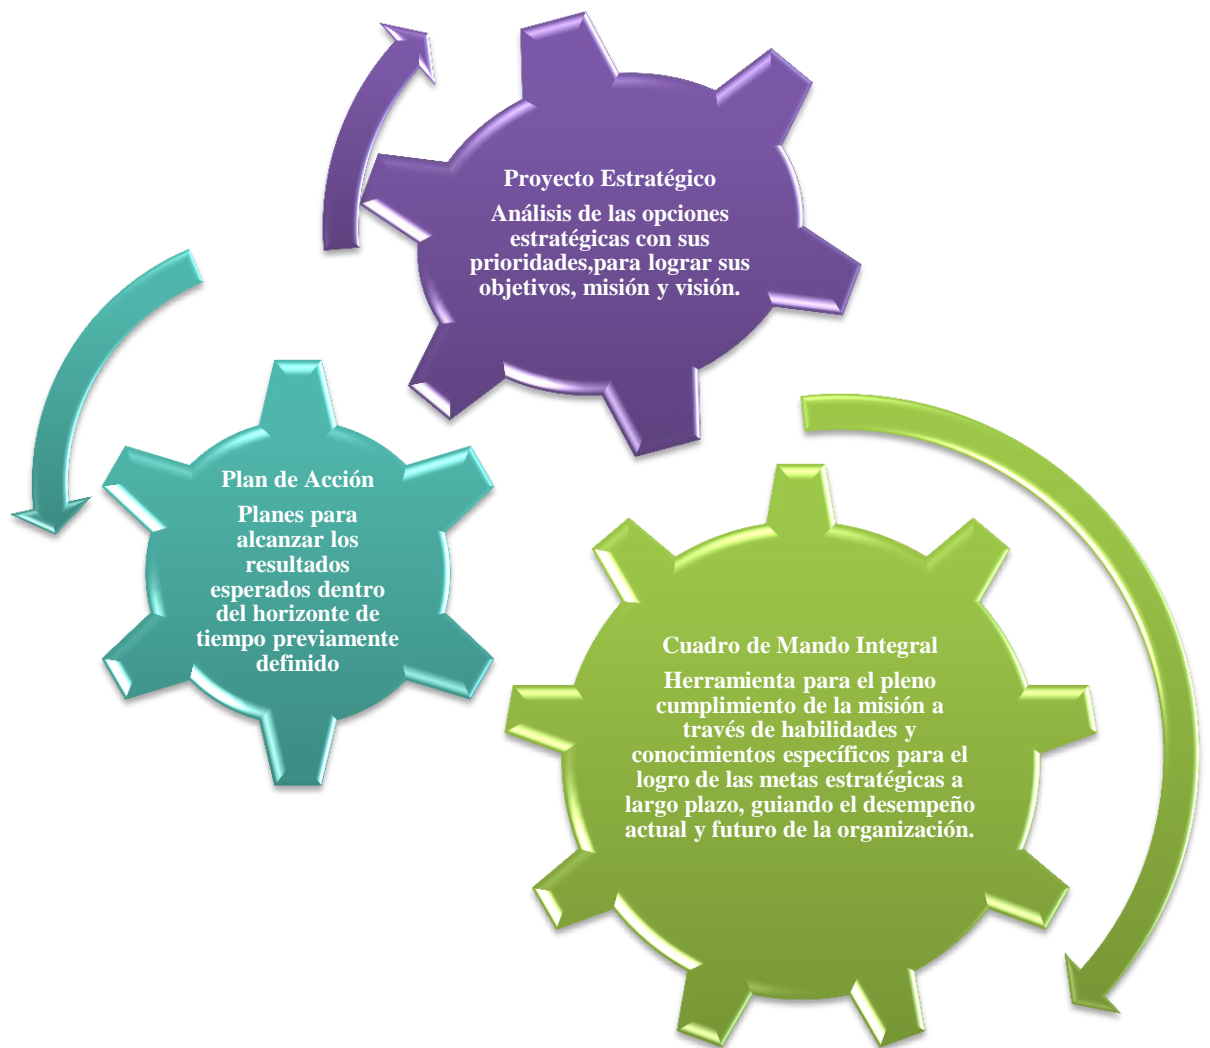 Proyecto Estratégico
Análisis de las opciones
estratégicas con sus
prioridades,para lograr sus
objetivos, misión y visión.
Plan de Acción
Planes para
alcanzar los
resultados
esperados dentro
del horizonte de
tiempo previamente
definido
Cuadro de Mando Integral
Herramienta para el pleno
cumplimiento de la misión a
través de habilidades y
conocimientos específicos para el
logro de las metas estratégicas a
largo plazo, guiando el desempeño
actual y futuro de la organización.